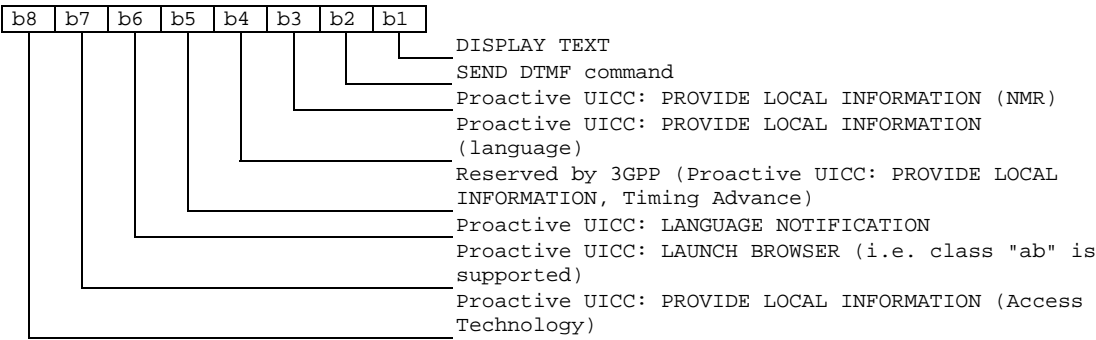 b8 b7 b6 b5 b4 b3 b2 b1
DISPLAY TEXT
SEND DTMF command
Proactive UICC: PROVIDE LOCAL INFORMATION (NMR)
Proactive UICC: PROVIDE LOCAL INFORMATION
(language)
Reserved by 3GPP (Proactive UICC: PROVIDE LOCAL
INFORMATION, Timing Advance)
Proactive UICC: LANGUAGE NOTIFICATION
Proactive UICC: LAUNCH BROWSER (i.e. class "ab" is
supported)
Proactive UICC: PROVIDE LOCAL INFORMATION (Access
Technology)